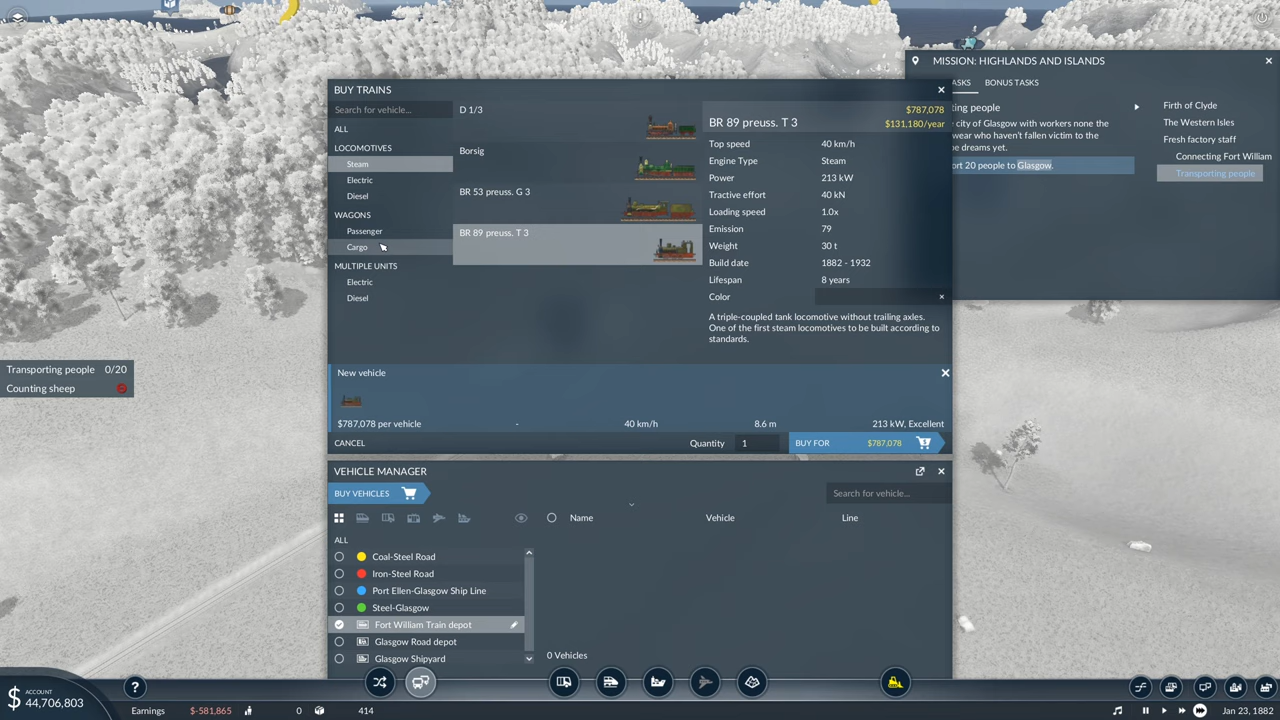 MISSION: HIGHLANDS AND ISLANDS
ASKS
BONUS TASKS
ting people
city of Glasgow with workers none the
wear who haven't fallen victim to the
e dreams yet.
ort 20 people to Glasgow.
Firth of Clyde
The Western Isles
Fresh factory staff
Connecting Fort William
Transporting people
BUY TRAINS
Search for vehicle...
ALL
LOCOMOTIVES
Steam
Electric
Diesel
WAGONS
Passenger
Cargo
MULTIPLE UNITS
Electric
Diesel
D 1/3
Borsig
BR 53 preuss. G 3
BR 89 preuss. T 3
$787,078
BR 89 preuss. T 3
$131,180/year
Top speed 40 km/h
Engine Type Steam
Power 213 kW
Tractive effort 40 kN
Loading speed 1.0x
Emission 79
Weight 30 t
Build date 1882 - 1932
Lifespan 8 years
Color
A triple-coupled tank locomotive without trailing axles.
One of the first steam locomotives to be built according to
standards.
Transporting people 0/20
Counting sheep
New vehicle
$787,078 per vehicle - 40 km/h 8.6 m 213 kW, Excellent
CANCEL Quantity 1 BUY FOR $787,078
VEHICLE MANAGER
BUY VEHICLES
Search for vehicle...
Name Vehicle Line
ALL
Coal-Steel Road
Iron-Steel Road
Port Ellen-Glasgow Ship Line
Steel-Glasgow
Fort William Train depot
Glasgow Road depot
Glasgow Shipyard
0 Vehicles
$ ACCOUNT
44,706,803
?
Earnings $-581,865 0 414
Jan 23, 1882